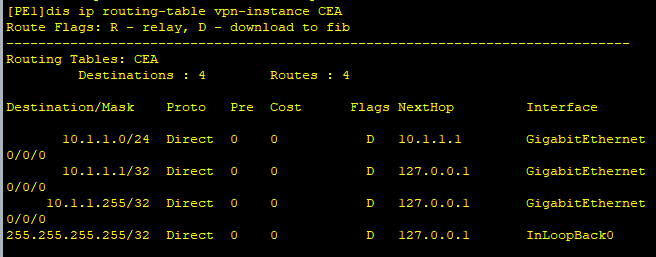 [PE1]dis ip routing-table vpn-instance CEA
Route Flags: R - relay, D - download to fib
------------------------------------------------------------------------------
Routing Tables: CEA
         Destinations : 4        Routes : 4

Destination/Mask    Proto   Pre  Cost      Flags NextHop         Interface

       10.1.1.0/24  Direct  0    0           D   10.1.1.1        GigabitEthernet
0/0/0
       10.1.1.1/32  Direct  0    0           D   127.0.0.1       GigabitEthernet
0/0/0
     10.1.1.255/32  Direct  0    0           D   127.0.0.1       GigabitEthernet
0/0/0
255.255.255.255/32  Direct  0    0           D   127.0.0.1       InLoopBack0